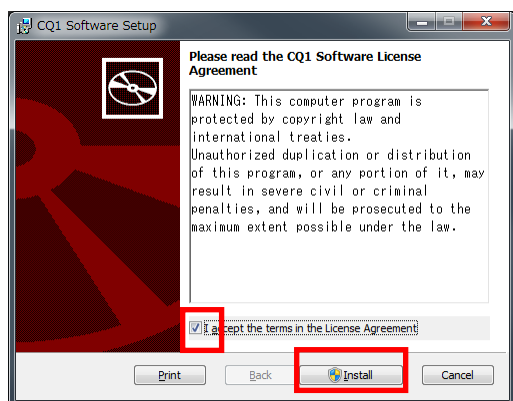 CQ1 Software Setup
Please read the CQ1 Software License
Agreement
WARNING: This computer program is
protected by copyright law and
international treaties.
Unauthorized duplication or distribution
of this program, or any portion of it, may
result in severe civil or criminal
penalties, and will be prosecuted to the
maximum extent possible under the law.
I accept the terms in the License Agreement
Print Back Install Cancel